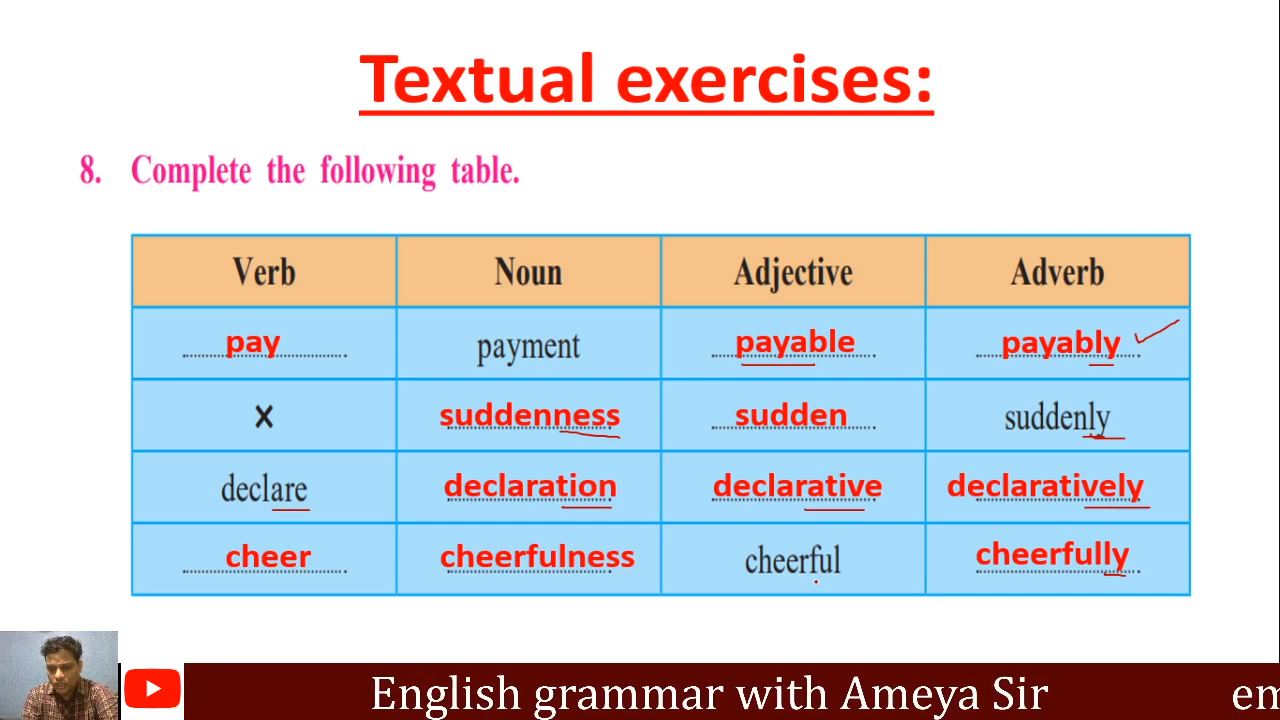 Textual exercises:
8. Complete the following table.
Verb Noun Adjective Adverb
pay payment payable payably
× suddenness sudden suddenly
declare declaration declarative declaratively
cheer cheerfulness cheerful cheerfully
English grammar with Ameya Sir em